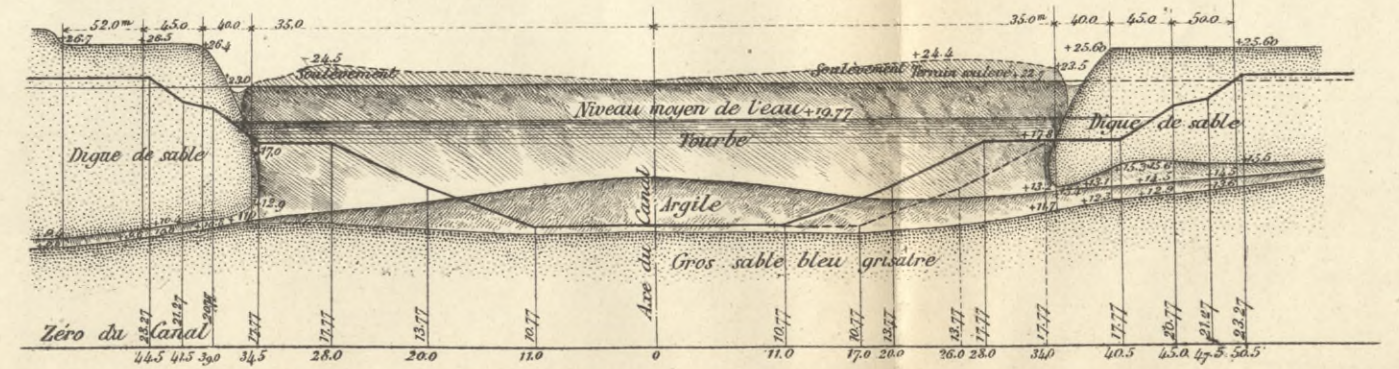 52.0ᵐ 45.0 40.0 35.0 35.0ᵐ 40.0 45.0 50.0
+26.7 +26.5 +26.4 24.5 +24.4 +25.60 +25.60
23.0 Soulèvement Soulèvement Terrain soulevé +22.7 +23.5
Niveau moyen de l'eau +19.77
Digue de sable Tourbe +17.8 Digue de sable
17.0
+12.9 Argile
Axe du Canal
Gros sable bleu grisâtre
Zéro du Canal
23.27 21.27 17.77 17.77 13.77 10.77 10.77 10.77 13.77 13.77 17.77 17.77 17.77 20.77 21.27 23.27
44.5 41.5 39.0 34.5 28.0 20.0 11.0 0 11.0 17.0 20.0 26.0 28.0 34.0 40.5 45.0 47.5 50.5